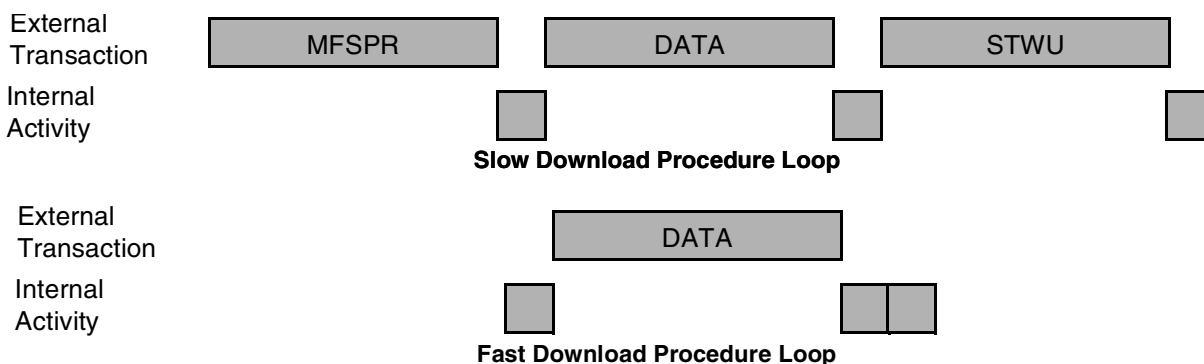 External
Transaction
MFSPR
DATA
STWU
Internal
Activity
Slow Download Procedure Loop
External
Transaction
DATA
Internal
Activity
Fast Download Procedure Loop